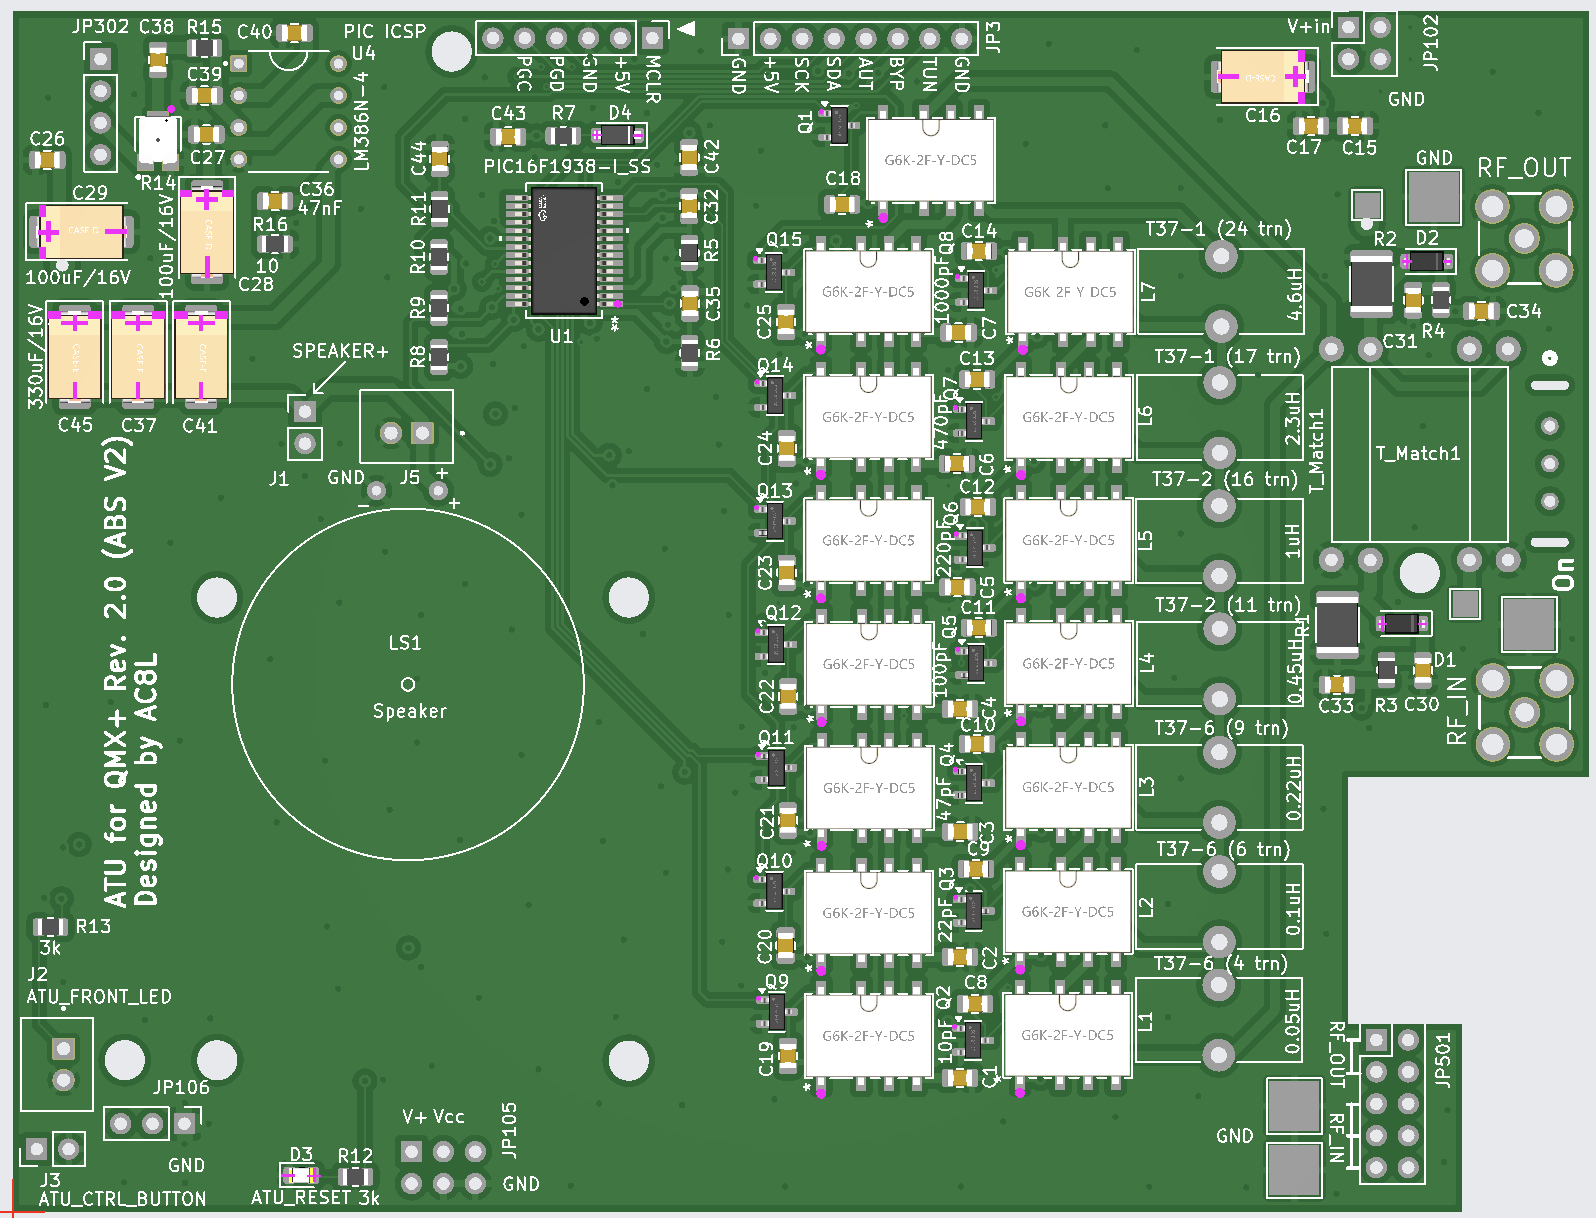 JP302
C38
R15
C40
PIC ICSP
U4
C39
LM386N-4
C26
C27
R14
C29
100uF/16V
100uF/16V
C36
47nF
R16
10
C28
330uF/16V
C45
C37
C41
SPEAKER+
J1
GND
J5
+
−
+
PGC
PGD
GND
+5V
MCLR
GND
+5V
SCK
SDA
AUT
BYP
TUN
GND
JP3
C43
R7
D4
C44
PIC16F1938-I_SS
C42
R11
C32
R10
R5
R9
C35
R8
U1
**
R6
Q1
G6K-2F-Y-DC5
C18
*
V+in
JP102
GND
C16
C17
C15
GND
RF_OUT
R2
D2
R4
C34
C31
Q15
Q8
C14
T37-1 (24 trn)
G6K-2F-Y-DC5
1000pF
G6K 2F Y DC5
L7
4.6uH
C25
C7
*
*
Q14
Q7
C13
T37-1 (17 trn)
G6K-2F-Y-DC5
470pF
G6K-2F-Y-DC5
L6
2.3uH
C24
C6
*
*
T_Match1
T_Match1
Q13
Q6
C12
T37-2 (16 trn)
G6K-2F-Y-DC5
220pF
G6K-2F-Y-DC5
L5
1uH
C23
C5
*
*
On
Q12
Q5
C11
T37-2 (11 trn)
G6K-2F-Y-DC5
100pF
G6K-2F-Y-DC5
L4
0.45uH
C22
C4
*
*
R1
D1
C33
R3
C30
RF_IN
Q11
Q4
C10
T37-6 (9 trn)
G6K-2F-Y-DC5
47pF
G6K-2F-Y-DC5
L3
0.22uH
C21
C3
*
*
Q10
Q3
C9
T37-6 (6 trn)
G6K-2F-Y-DC5
22pF
G6K-2F-Y-DC5
L2
0.1uH
C20
C2
*
*
Q9
Q2
C8
T37-6 (4 trn)
G6K-2F-Y-DC5
10pF
G6K-2F-Y-DC5
L1
0.05uH
C19
C1
*
*
LS1
Speaker
ATU for QMX+ Rev. 2.0 (ABS V2)
Designed by AC8L
R13
3k
J2
ATU_FRONT_LED
JP106
GND
J3
ATU_CTRL_BUTTON
D3
R12
ATU_RESET 3k
V+ Vcc
JP105
GND
RF_OUT
RF_IN
JP501
GND